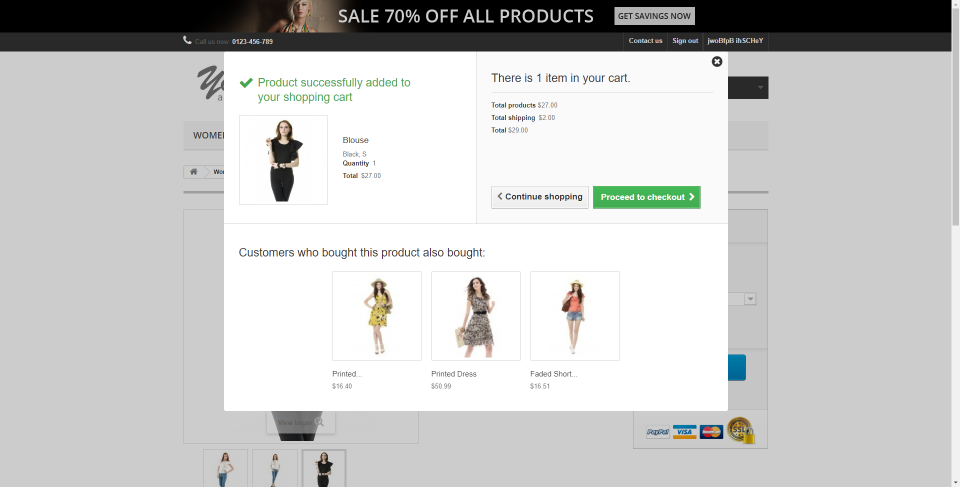 SALE 70% OFF ALL PRODUCTS
GET SAVINGS NOW
Call us now: 0123-456-789
Contact us
Sign out
jwoBfpB ihSCHeY
Product successfully added to
your shopping cart
Blouse
Black, S
Quantity 1
Total $27.00
There is 1 item in your cart.
Total products $27.00
Total shipping $2.00
Total $29.00
Continue shopping
Proceed to checkout
WOME
Wo
Customers who bought this product also bought:
Printed...
$16.40
Printed Dress
$50.99
Faded Short...
$16.51
View larger
PayPal
VISA
MasterCard